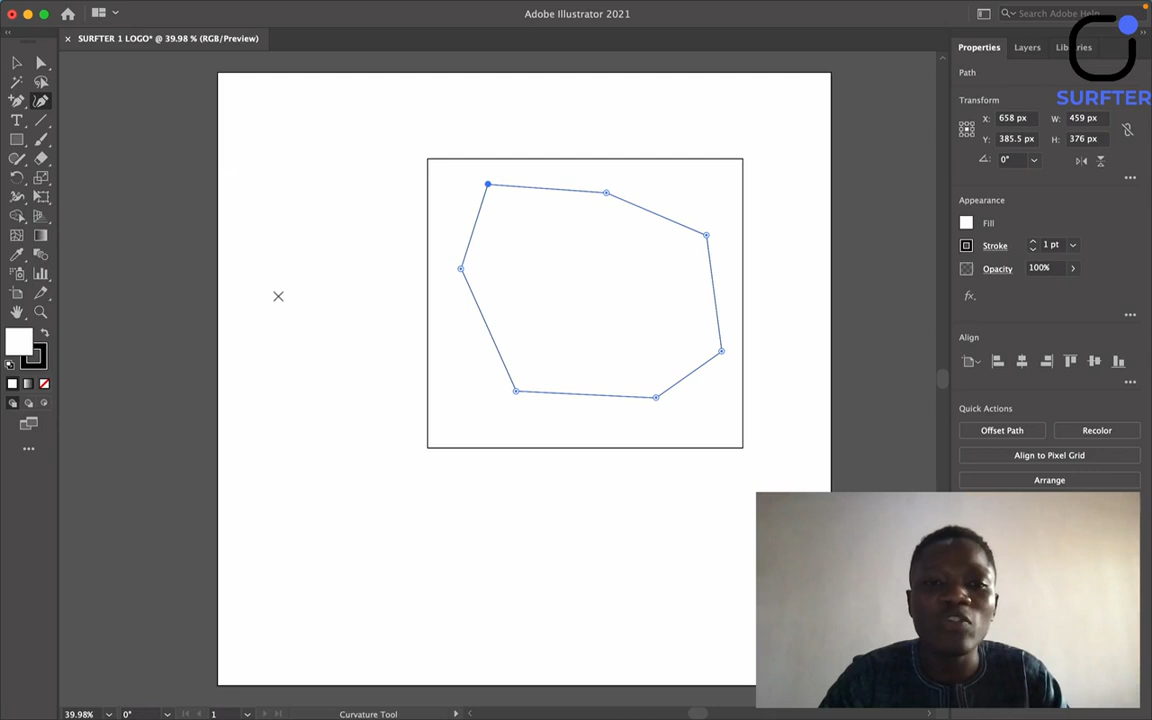 Adobe Illustrator 2021
Search Adobe Help
SURFTER 1 LOGO* @ 39.98 % (RGB/Preview)
Properties
Layers
Libraries
SURFTER
Path
Transform
X: 658 px
W: 459 px
Y: 385.5 px
H: 376 px
0°
Appearance
Fill
Stroke
1 pt
Opacity
100%
fx.
Align
Quick Actions
Offset Path
Recolor
Align to Pixel Grid
Arrange
39.98%
0°
1
Curvature Tool